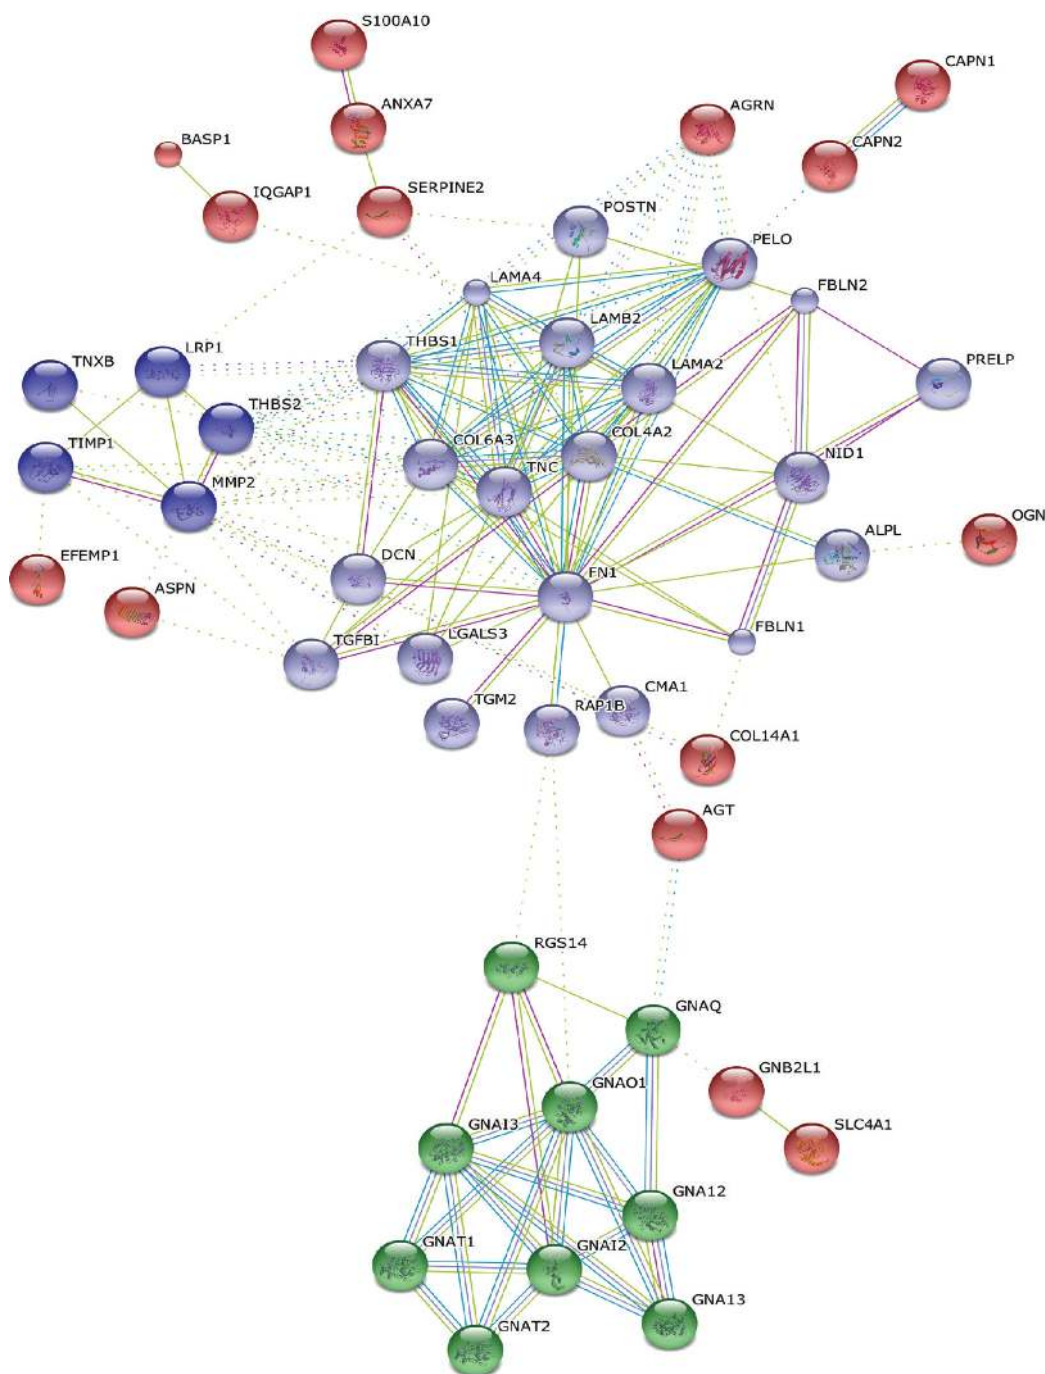 S100A10
CAPN1
ANXA7
AGRN
BASP1
CAPN2
SERPINE2
IQGAP1
POSTN
PELO
LAMA4
FBLN2
LAMB2
THBS1
LRP1
TNXB
LAMA2
PRELP
THBS2
TIMP1
COL6A3
COL4A2
NID1
TNC
MMP2
OGN
ALPL
DCN
EFEMP1
FN1
ASPN
FBLN1
TGFBI
LGALS3
CMA1
TGM2
RAP1B
COL14A1
AGT
RGS14
GNAQ
GNB2L1
GNAO1
SLC4A1
GNAI3
GNA12
GNAT1
GNAI2
GNA13
GNAT2